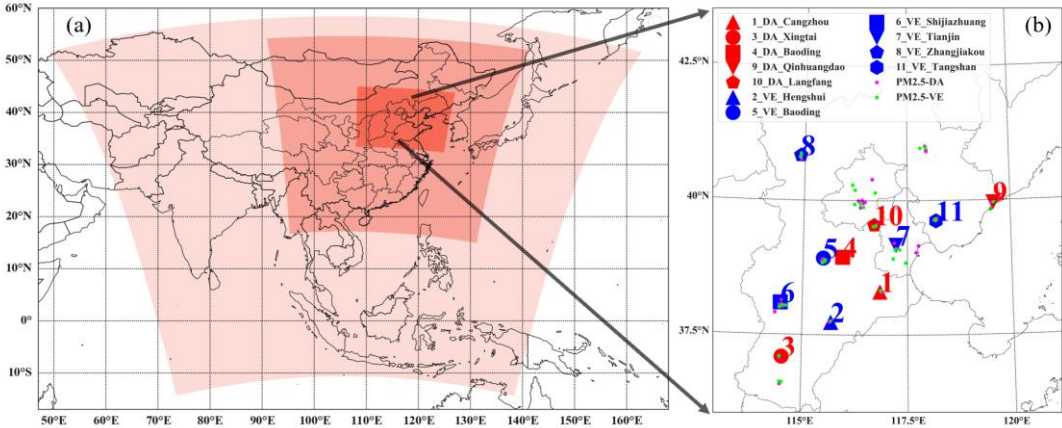 (a)
60°N
50°N
40°N
30°N
20°N
10°N
0°
10°S
50°E 60°E 70°E 80°E 90°E 100°E 110°E 120°E 130°E 140°E 150°E 160°E
(b)
1_DA_Cangzhou
3_DA_Xingtai
4_DA_Baoding
9_DA_Qinhuangdao
10_DA_Langfang
2_VE_Hengshui
5_VE_Baoding
6_VE_Shijiazhuang
7_VE_Tianjin
8_VE_Zhangjiakou
11_VE_Tangshan
PM2.5-DA
PM2.5-VE
42.5°N
40°N
37.5°N
8
9
10
11
7
5
4
6
1
2
3
115°E 117.5°E 120°E